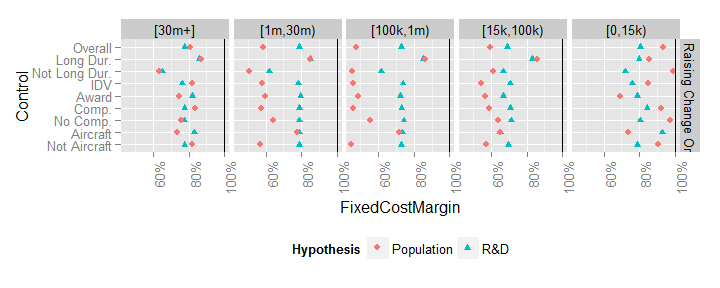 [30m+] [1m,30m) [100k,1m) [15k,100k) [0,15k)
Overall
Long Dur.
Not Long Dur.
IDV
Award
Comp.
No Comp.
Aircraft
Not Aircraft
Control
Raising Change Or
60% 80% 100% 60% 80% 100% 60% 80% 100% 60% 80% 100% 60% 80% 100%
FixedCostMargin
Hypothesis Population R&D